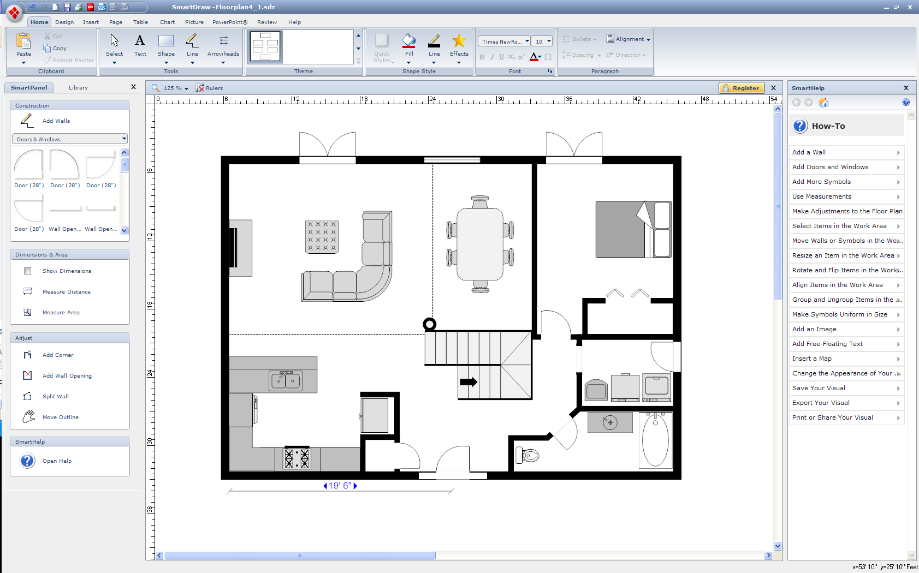 SmartDraw - Floorplan4_1.sdr
Home Design Insert Page Table Chart Picture PowerPoint® Review Help
Paste
Cut
Copy
Format Painter
Clipboard
Select Text Shape Line Arrowheads
Tools
Theme
Quick Styles
Fill Line Effects
Shape Style
Times NewRo... 10
Font
Bullets Alignment
Spacing Direction
Paragraph
SmartPanel Library
Construction
Add Walls
Doors & Windows
Door (28") Door (28") Door (28")
Door (28") Wall Open... Wall Open...
Dimensions & Area
Show Dimensions
Measure Distance
Measure Area
Adjust
Add Corner
Add Wall Opening
Split Wall
Move Outline
SmartHelp
Open Help
125 % Rulers
Register
19' 6"
SmartHelp
How-To
Add a Wall
Add Doors and Windows
Add More Symbols
Use Measurements
Make Adjustments to the Floor Plan
Select Items in the Work Area
Move Walls or Symbols in the Wor...
Resize an Item in the Work Area
Rotate and Flip Items in the Work...
Align Items in the Work Area
Group and Ungroup Items in the ...
Make Symbols Uniform in Size
Add an Image
Add Free-Floating Text
Insert a Map
Change the Appearance of Your ...
Save Your Visual
Export Your Visual
Print or Share Your Visual
x=53' 10" y=25' 10" Feet